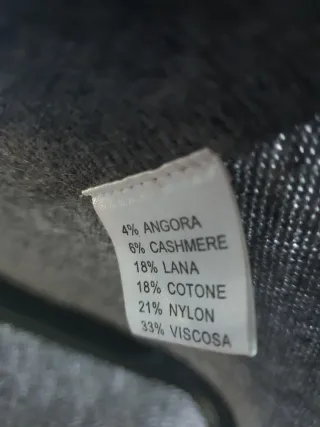 4% ANGORA
6% CASHMERE
18% LANA
18% COTONE
21% NYLON
33% VISCOSA